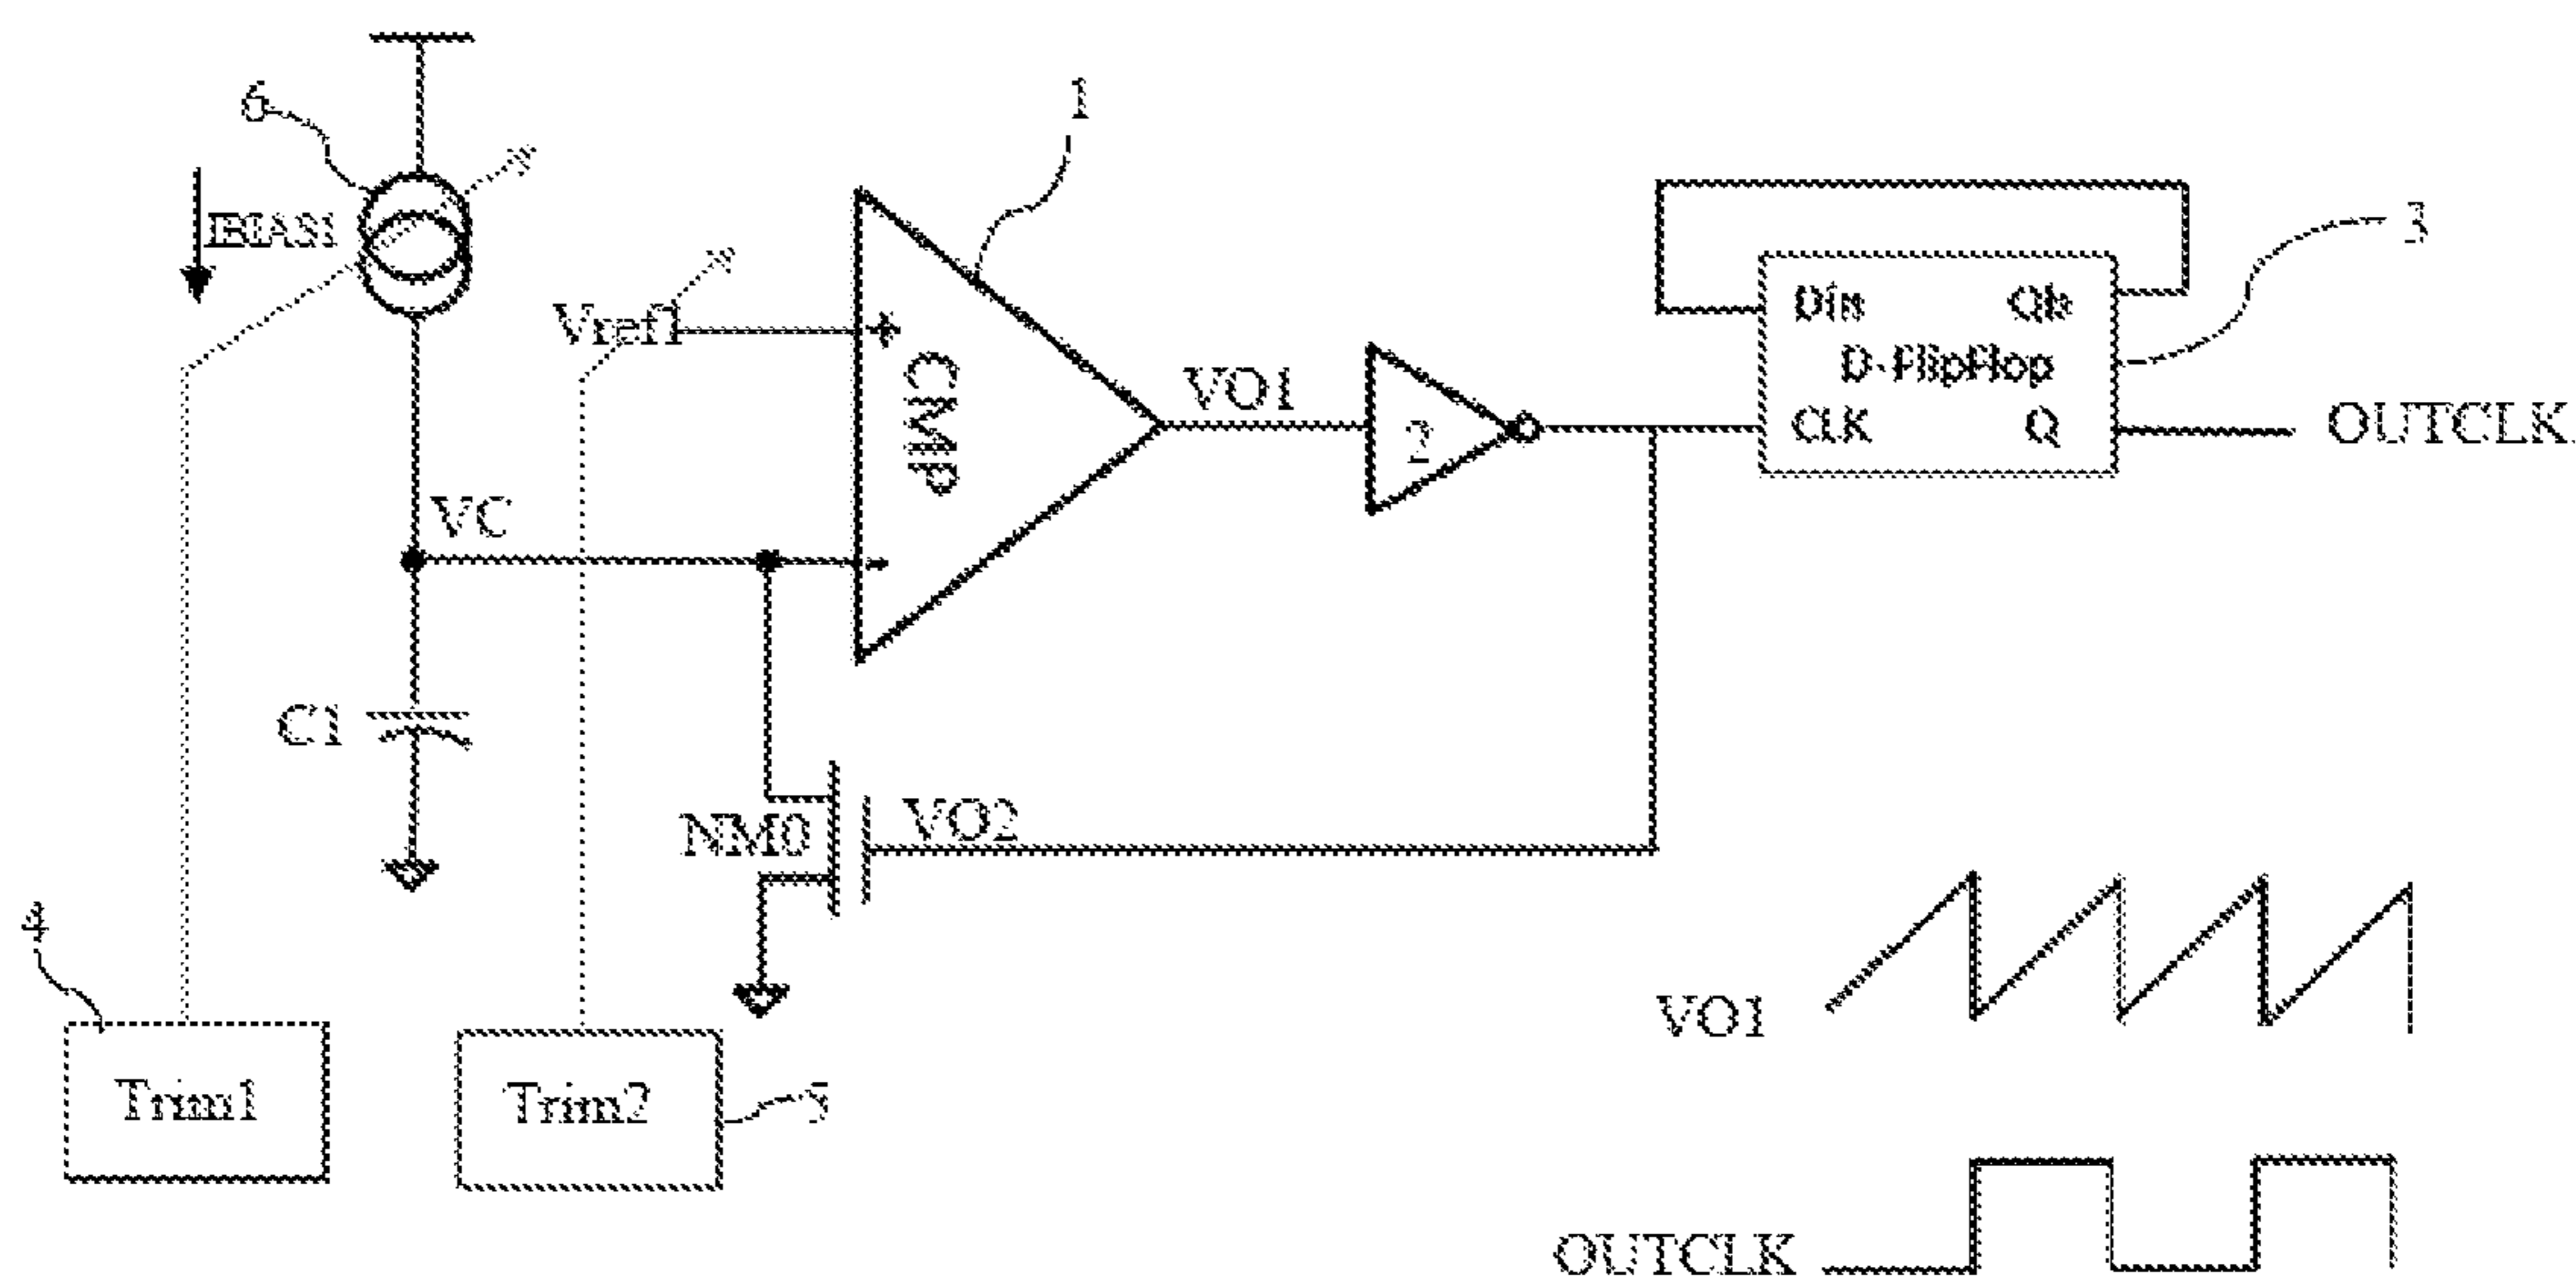 6
1
IBIAS1
3
Vref1
+
CMP
-
VO1
2
Din
Qb
D-FlipFlop
CLK
Q
OUTCLK
VC
C1
NM0
VO2
4
Trim1
Trim2
5
VO1
OUTCLK